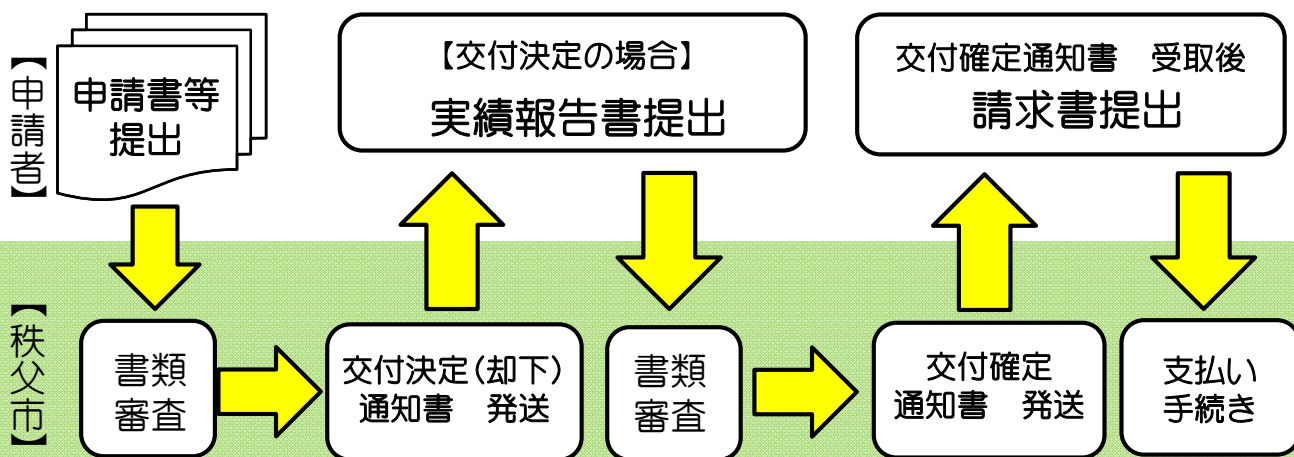 【申請者】
申請書等
提出
【交付決定の場合】
実績報告書提出
交付確定通知書　受取後
請求書提出
【秩父市】
書類
審査
交付決定(却下)
通知書　発送
書類
審査
交付確定
通知書　発送
支払い
手続き